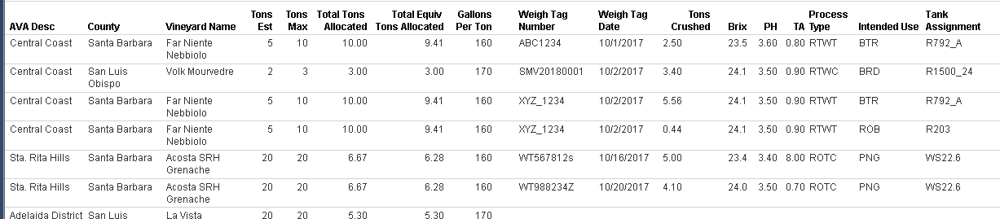 Tons Tons Total Tons Total Equiv Gallons Weigh Tag Weigh Tag Tons Process Tank
AVA Desc County Vineyard Name Est Max Allocated Tons Allocated Per Ton Number Date Crushed Brix PH TA Type Intended Use Assignment
Central Coast Santa Barbara Far Niente 5 10 10.00 9.41 160 ABC1234 10/1/2017 2.50 23.5 3.60 0.80 RTWT BTR R792_A
Nebbiolo
Central Coast San Luis Volk Mourvedre 2 3 3.00 3.00 170 SMV20180001 10/2/2017 3.40 24.1 3.50 0.90 RTWC BRD R1500_24
Obispo
Central Coast Santa Barbara Far Niente 5 10 10.00 9.41 160 XYZ_1234 10/2/2017 5.56 24.1 3.50 0.90 RTWT BTR R792_A
Nebbiolo
Central Coast Santa Barbara Far Niente 5 10 10.00 9.41 160 XYZ_1234 10/2/2017 0.44 24.1 3.50 0.90 RTWT ROB R203
Nebbiolo
Sta. Rita Hills Santa Barbara Acosta SRH 20 20 6.67 6.28 160 WT567812s 10/16/2017 5.00 23.4 3.40 8.00 ROTC PNG WS22.6
Grenache
Sta. Rita Hills Santa Barbara Acosta SRH 20 20 6.67 6.28 160 WT988234Z 10/20/2017 4.10 24.0 3.50 0.70 ROTC PNG WS22.6
Grenache
Adelaida District San Luis La Vista 20 20 5.30 5.30 170